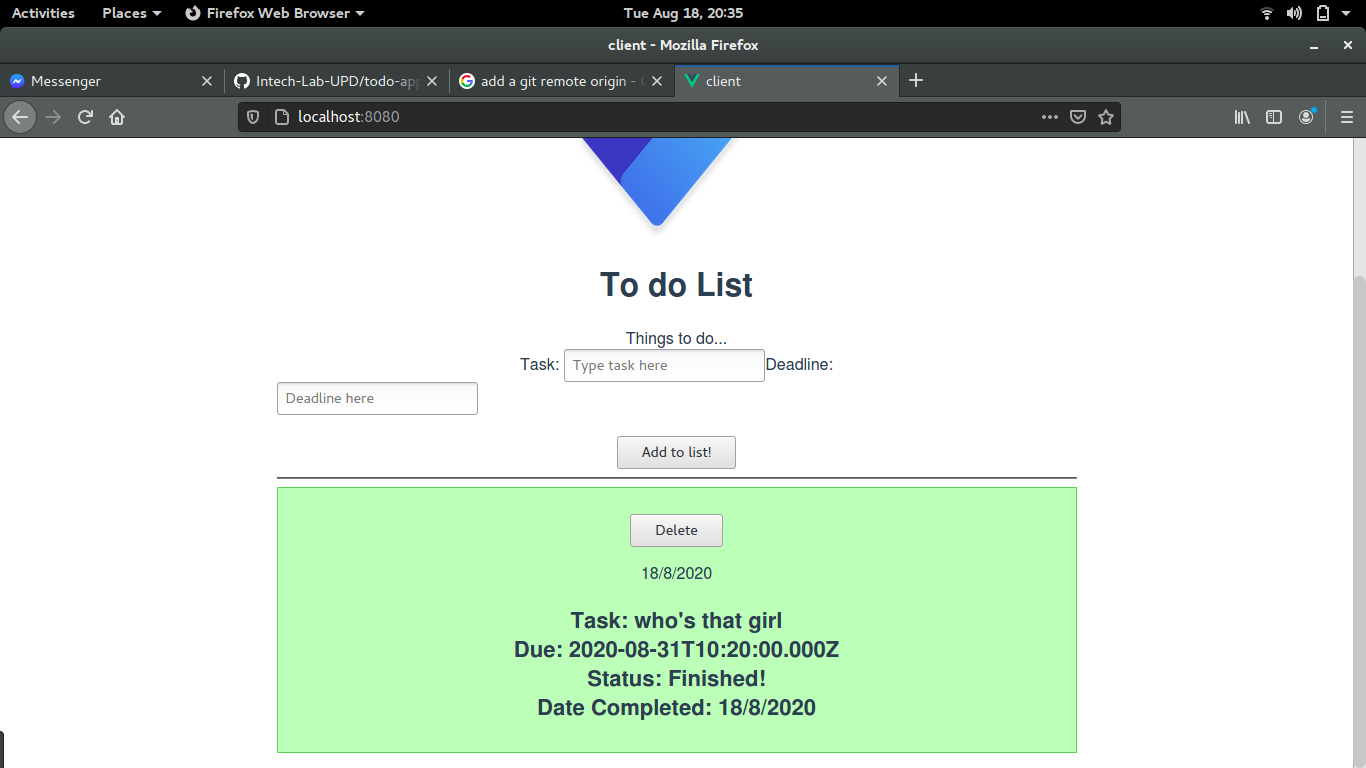 Activities Places Firefox Web Browser Tue Aug 18, 20:35
client - Mozilla Firefox
Messenger Intech-Lab-UPD/todo-app add a git remote origin - client
localhost:8080
To do List
Things to do...
Task: Type task here Deadline:
Deadline here
Add to list!
Delete
18/8/2020
Task: who's that girl
Due: 2020-08-31T10:20:00.000Z
Status: Finished!
Date Completed: 18/8/2020